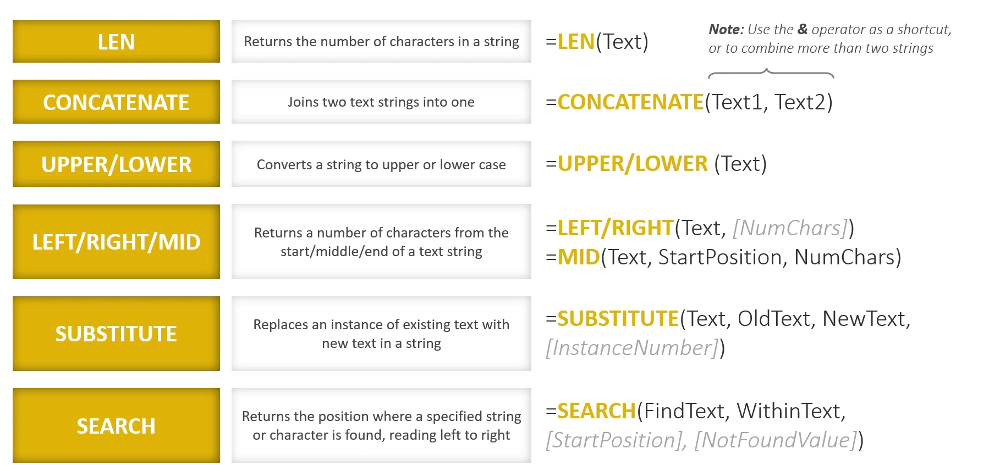 LEN
Returns the number of characters in a string
=LEN(Text)
Note: Use the & operator as a shortcut,
or to combine more than two strings
CONCATENATE
Joins two text strings into one
=CONCATENATE(Text1, Text2)
UPPER/LOWER
Converts a string to upper or lower case
=UPPER/LOWER (Text)
LEFT/RIGHT/MID
Returns a number of characters from the
start/middle/end of a text string
=LEFT/RIGHT(Text, [NumChars])
=MID(Text, StartPosition, NumChars)
SUBSTITUTE
Replaces an instance of existing text with
new text in a string
=SUBSTITUTE(Text, OldText, NewText,
[InstanceNumber])
SEARCH
Returns the position where a specified string
or character is found, reading left to right
=SEARCH(FindText, WithinText,
[StartPosition], [NotFoundValue])